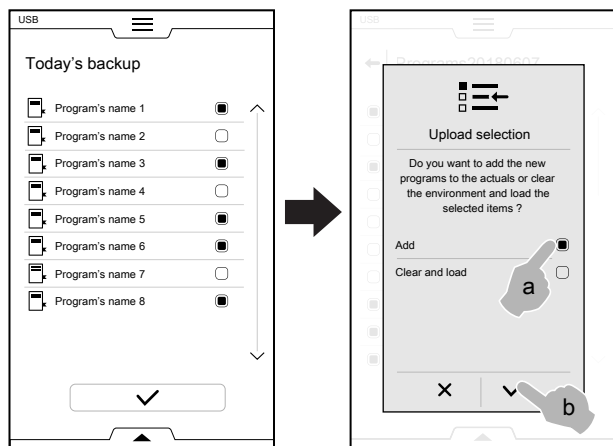 USB
Today's backup
Program's name 1
Program's name 2
Program's name 3
Program's name 4
Program's name 5
Program's name 6
Program's name 7
Program's name 8
USB
Programs20180607
Upload selection
Do you want to add the new
programs to the actuals or clear
the environment and load the
selected items ?
Add
Clear and load
a
b